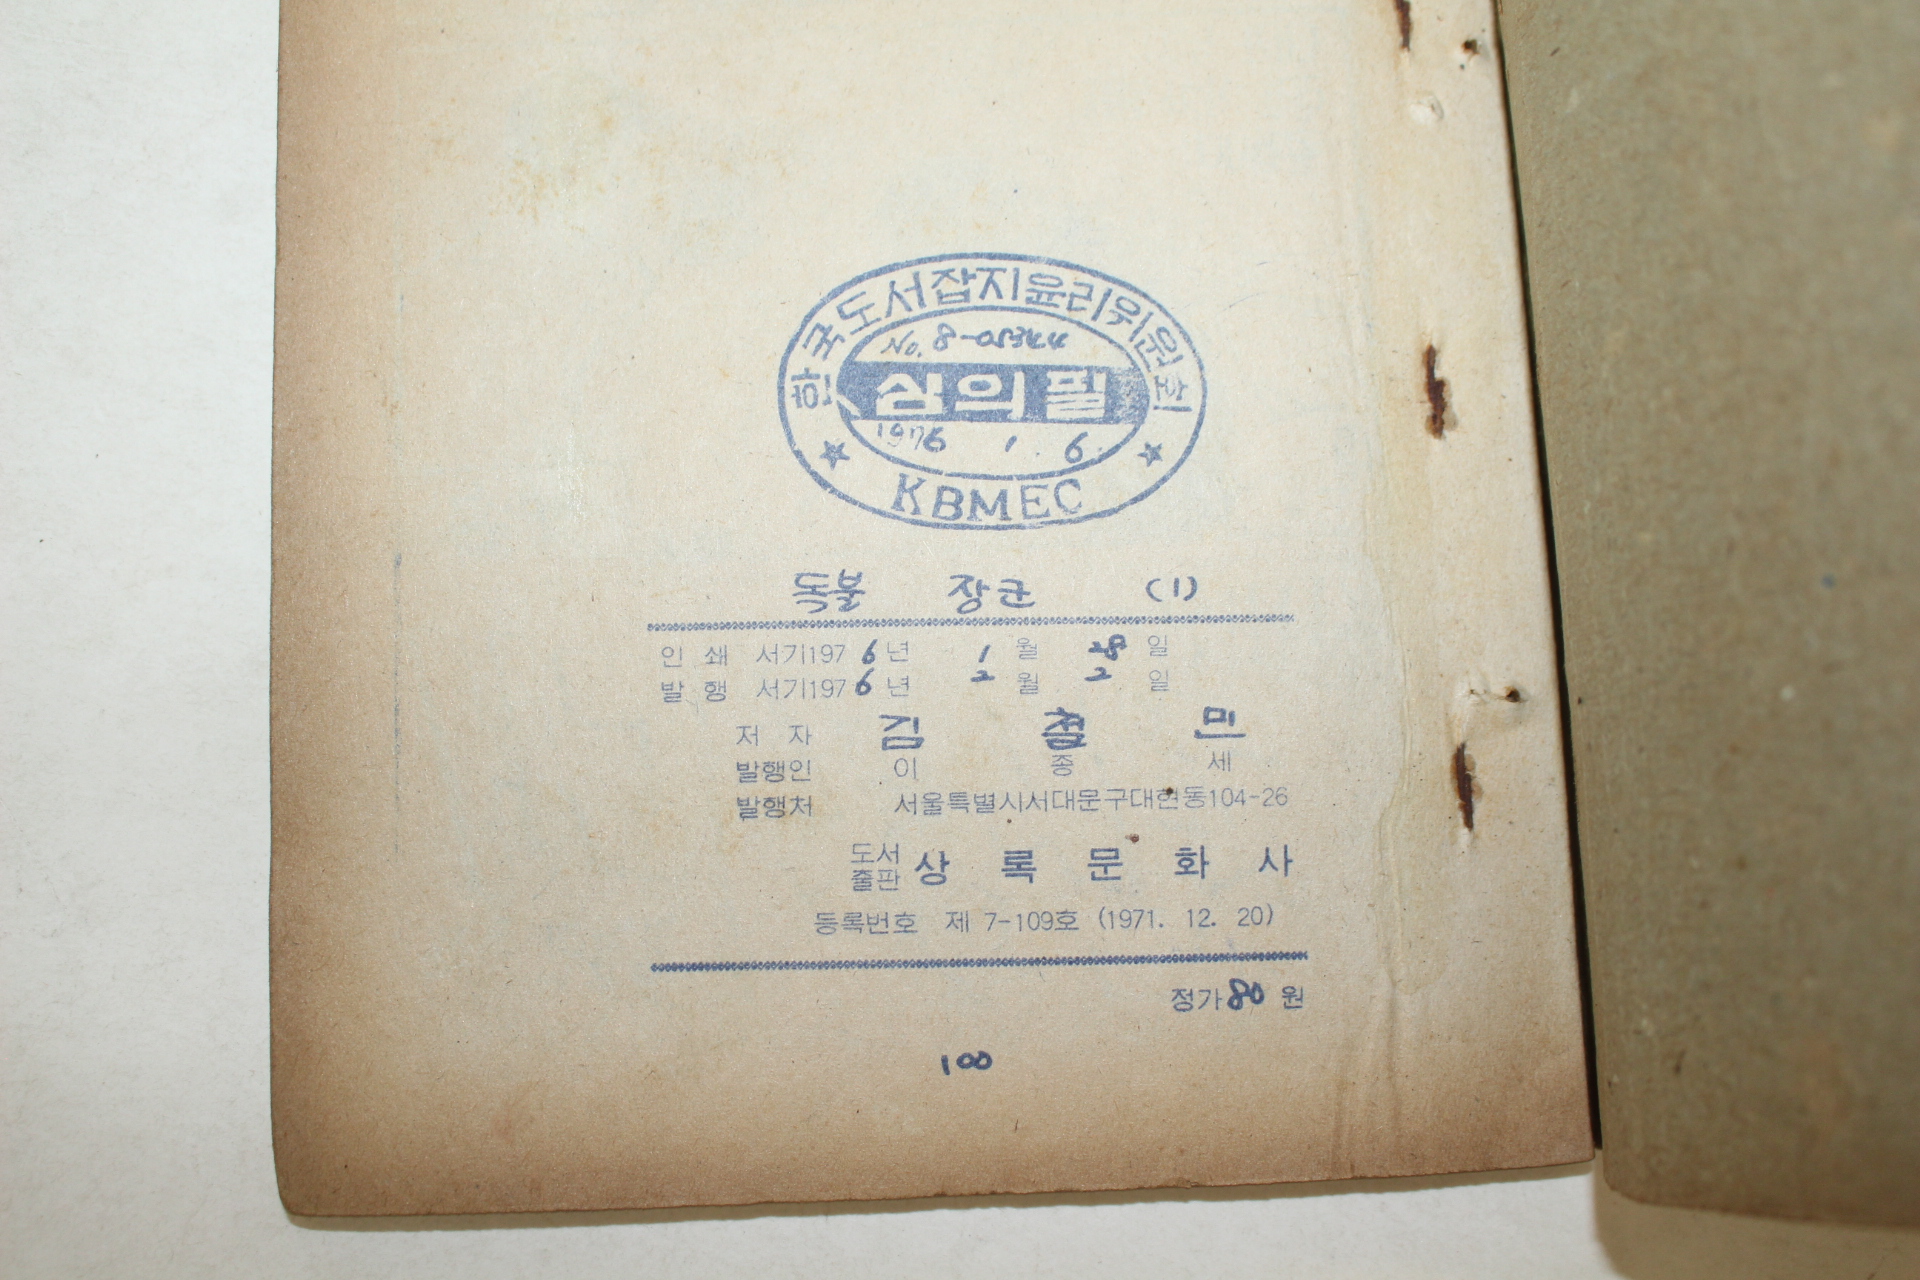 한국도서잡지윤리위원회
No. 8-05344
심의필
1976 1. 6.
KBMEC
독불 장군 (1)
인 쇄 서기1976년 1월 28일
발 행 서기1976년 2월 2일
저 자 김 민
발행인 이 종 세
발행처 서울특별시서대문구대현동104-26
도서출판 상 록 문 화 사
등록번호 제 7-109호 (1971. 12. 20)
정가80원
100